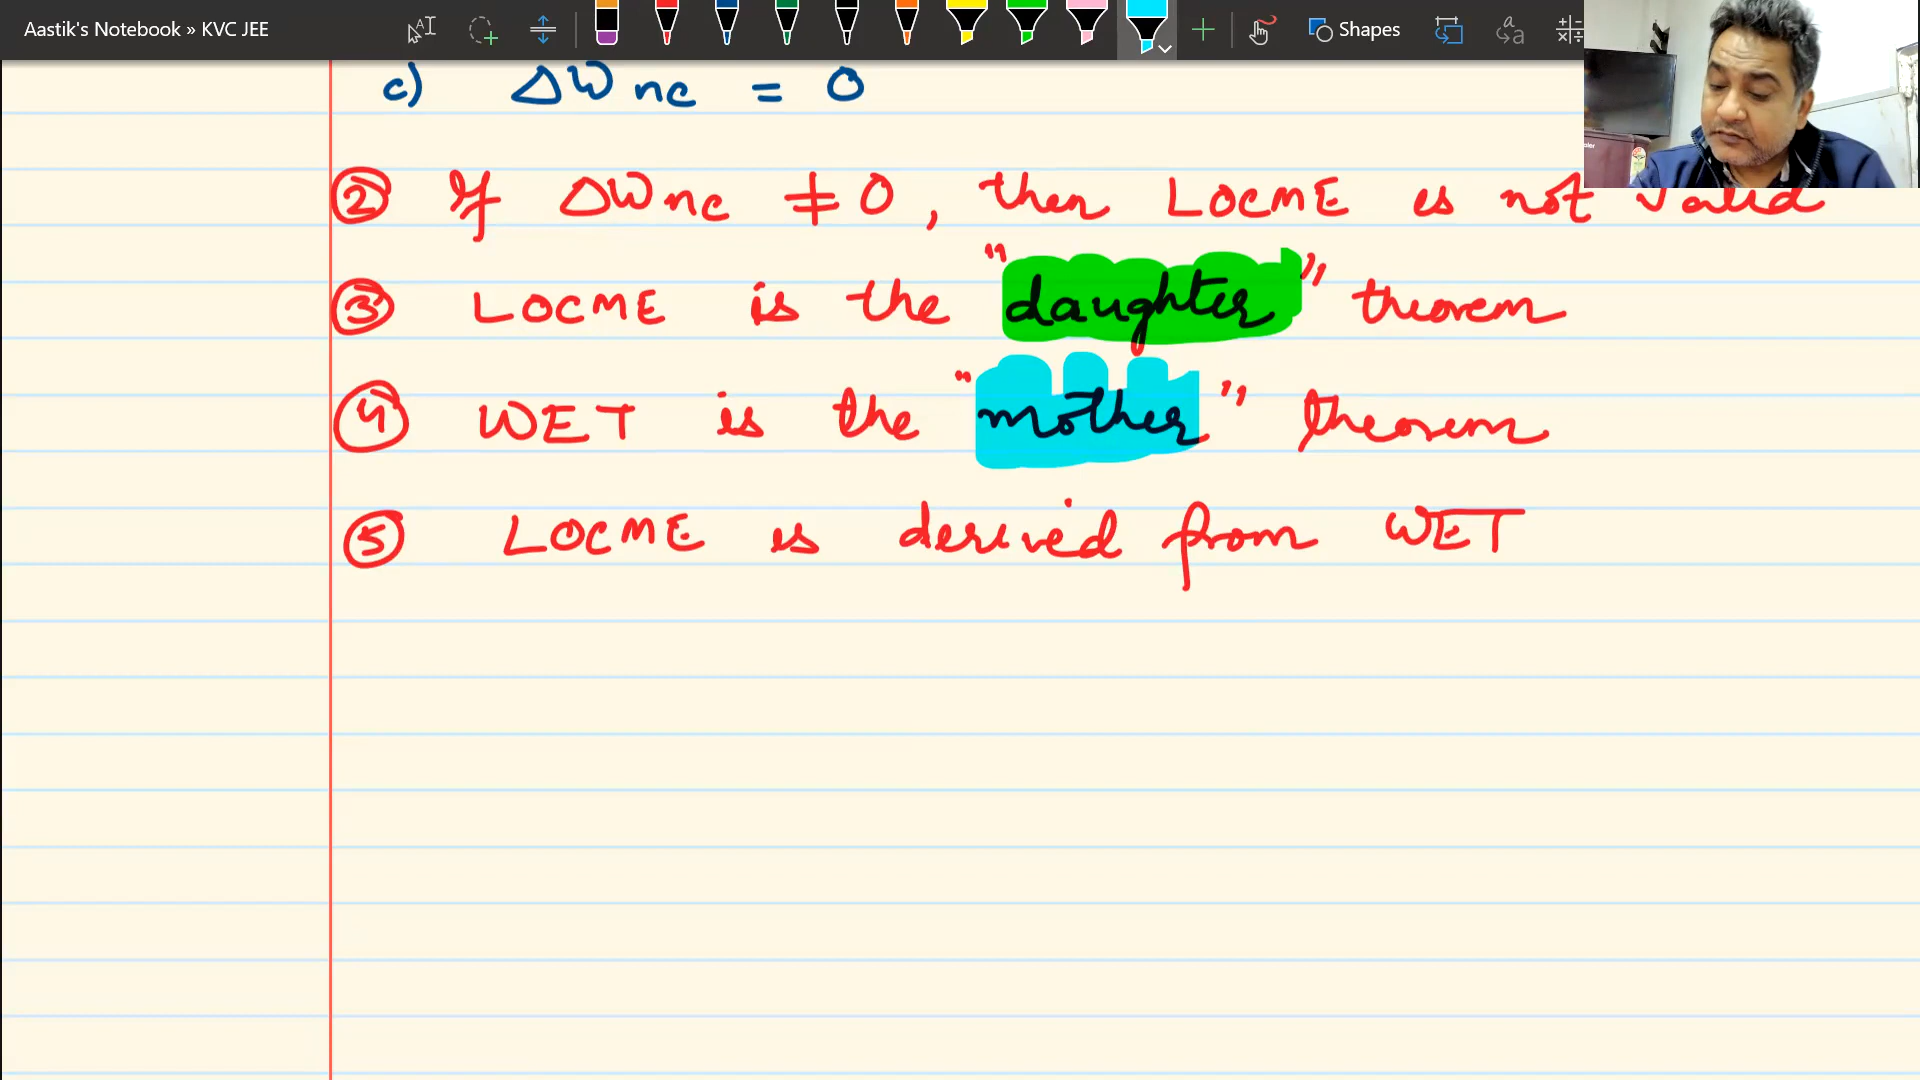 Aastik's Notebook » KVC JEE
Shapes
c) ΔWnc = 0
② If ΔWnc ≠ 0, then LOCME is not valid
③ LOCME is the "daughter" theorem
④ WET is the "mother" theorem
⑤ LOCME is derived from WET